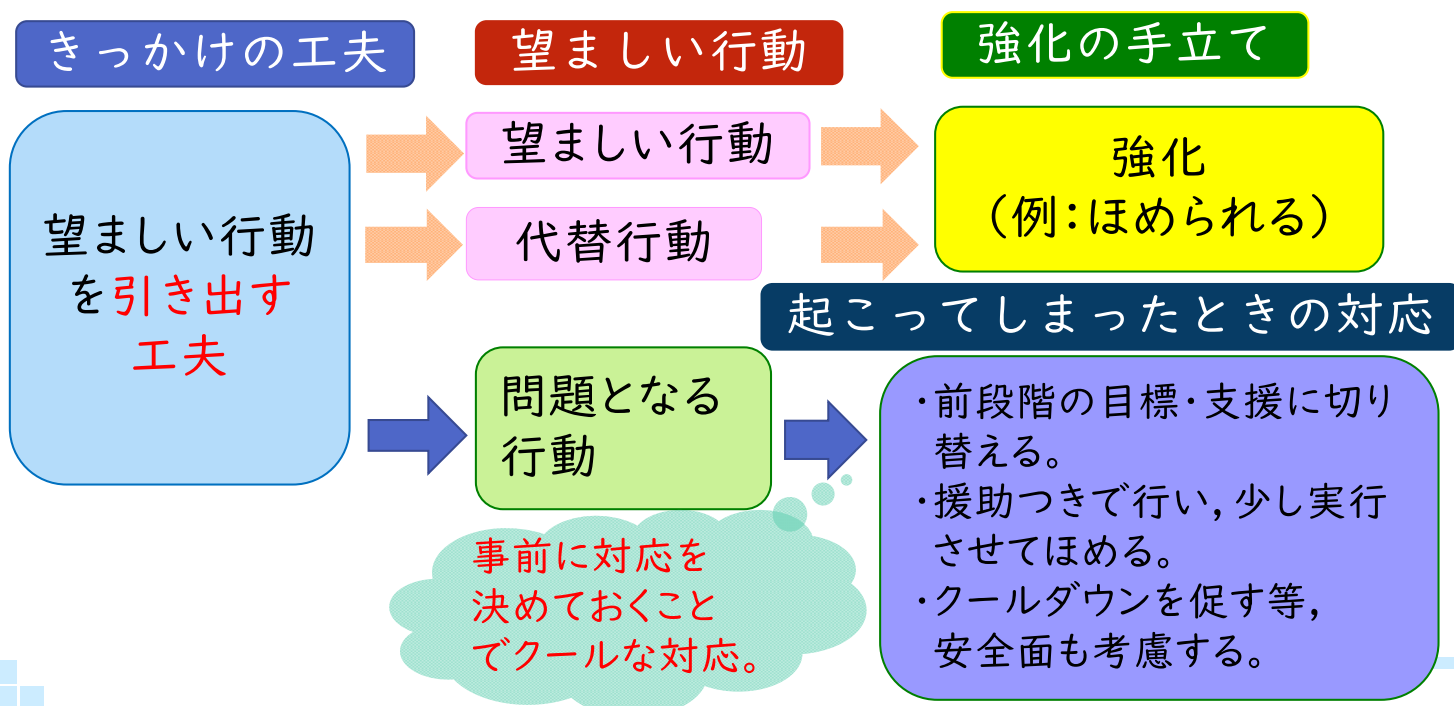 きっかけの工夫
望ましい行動
強化の手立て
望ましい行動
を引き出す
工夫
望ましい行動
代替行動
強化
(例:ほめられる)
起こってしまったときの対応
問題となる
行動
・前段階の目標・支援に切り
替える。
・援助つきで行い,少し実行
させてほめる。
・クールダウンを促す等,
安全面も考慮する。
事前に対応を
決めておくこと
でクールな対応。